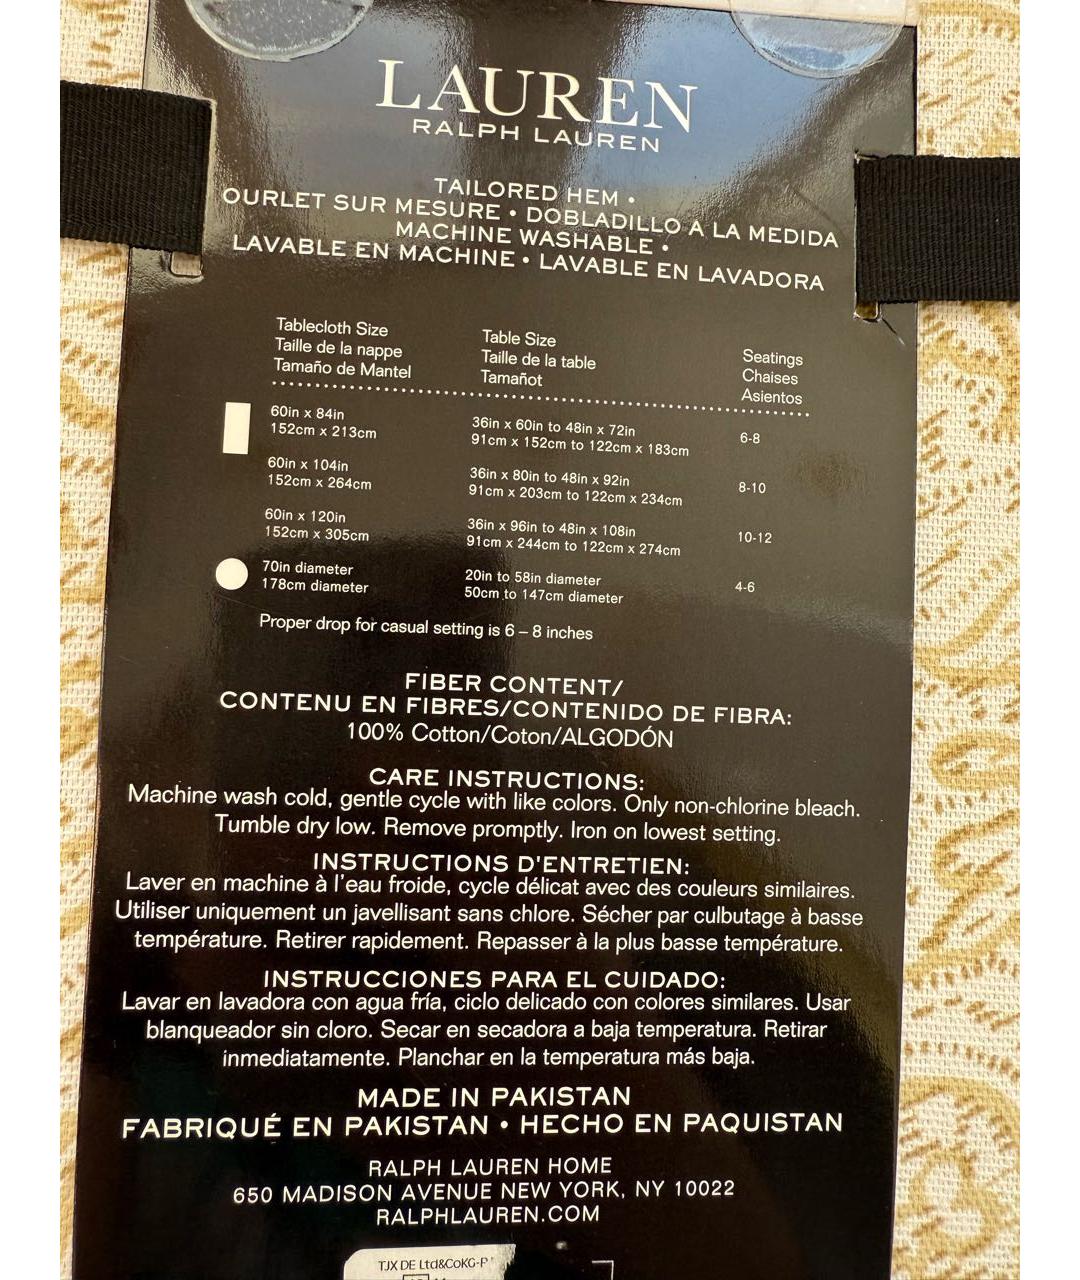 LAUREN
RALPH LAUREN
TAILORED HEM •
OURLET SUR MESURE • DOBLADILLO A LA MEDIDA
MACHINE WASHABLE •
LAVABLE EN MACHINE • LAVABLE EN LAVADORA
Tablecloth Size
Taille de la nappe
Tamaño de Mantel
Table Size
Taille de la table
Tamañot
Seatings
Chaises
Asientos
60in x 84in
152cm x 213cm
36in x 60in to 48in x 72in
91cm x 152cm to 122cm x 183cm
6-8
60in x 104in
152cm x 264cm
36in x 80in to 48in x 92in
91cm x 203cm to 122cm x 234cm
8-10
60in x 120in
152cm x 305cm
36in x 96in to 48in x 108in
91cm x 244cm to 122cm x 274cm
10-12
70in diameter
178cm diameter
20in to 58in diameter
50cm to 147cm diameter
4-6
Proper drop for casual setting is 6 – 8 inches
FIBER CONTENT/
CONTENU EN FIBRES/CONTENIDO DE FIBRA:
100% Cotton/Coton/ALGODÓN
CARE INSTRUCTIONS:
Machine wash cold, gentle cycle with like colors. Only non-chlorine bleach.
Tumble dry low. Remove promptly. Iron on lowest setting.
INSTRUCTIONS D'ENTRETIEN:
Laver en machine à l'eau froide, cycle délicat avec des couleurs similaires.
Utiliser uniquement un javellisant sans chlore. Sécher par culbutage à basse
température. Retirer rapidement. Repasser à la plus basse température.
INSTRUCCIONES PARA EL CUIDADO:
Lavar en lavadora con agua fría, ciclo delicado con colores similares. Usar
blanqueador sin cloro. Secar en secadora a baja temperatura. Retirar
inmediatamente. Planchar en la temperatura más baja.
MADE IN PAKISTAN
FABRIQUÉ EN PAKISTAN • HECHO EN PAQUISTAN
RALPH LAUREN HOME
650 MADISON AVENUE NEW YORK, NY 10022
RALPHLAUREN.COM
TJX DE Ltd&CoKG-P